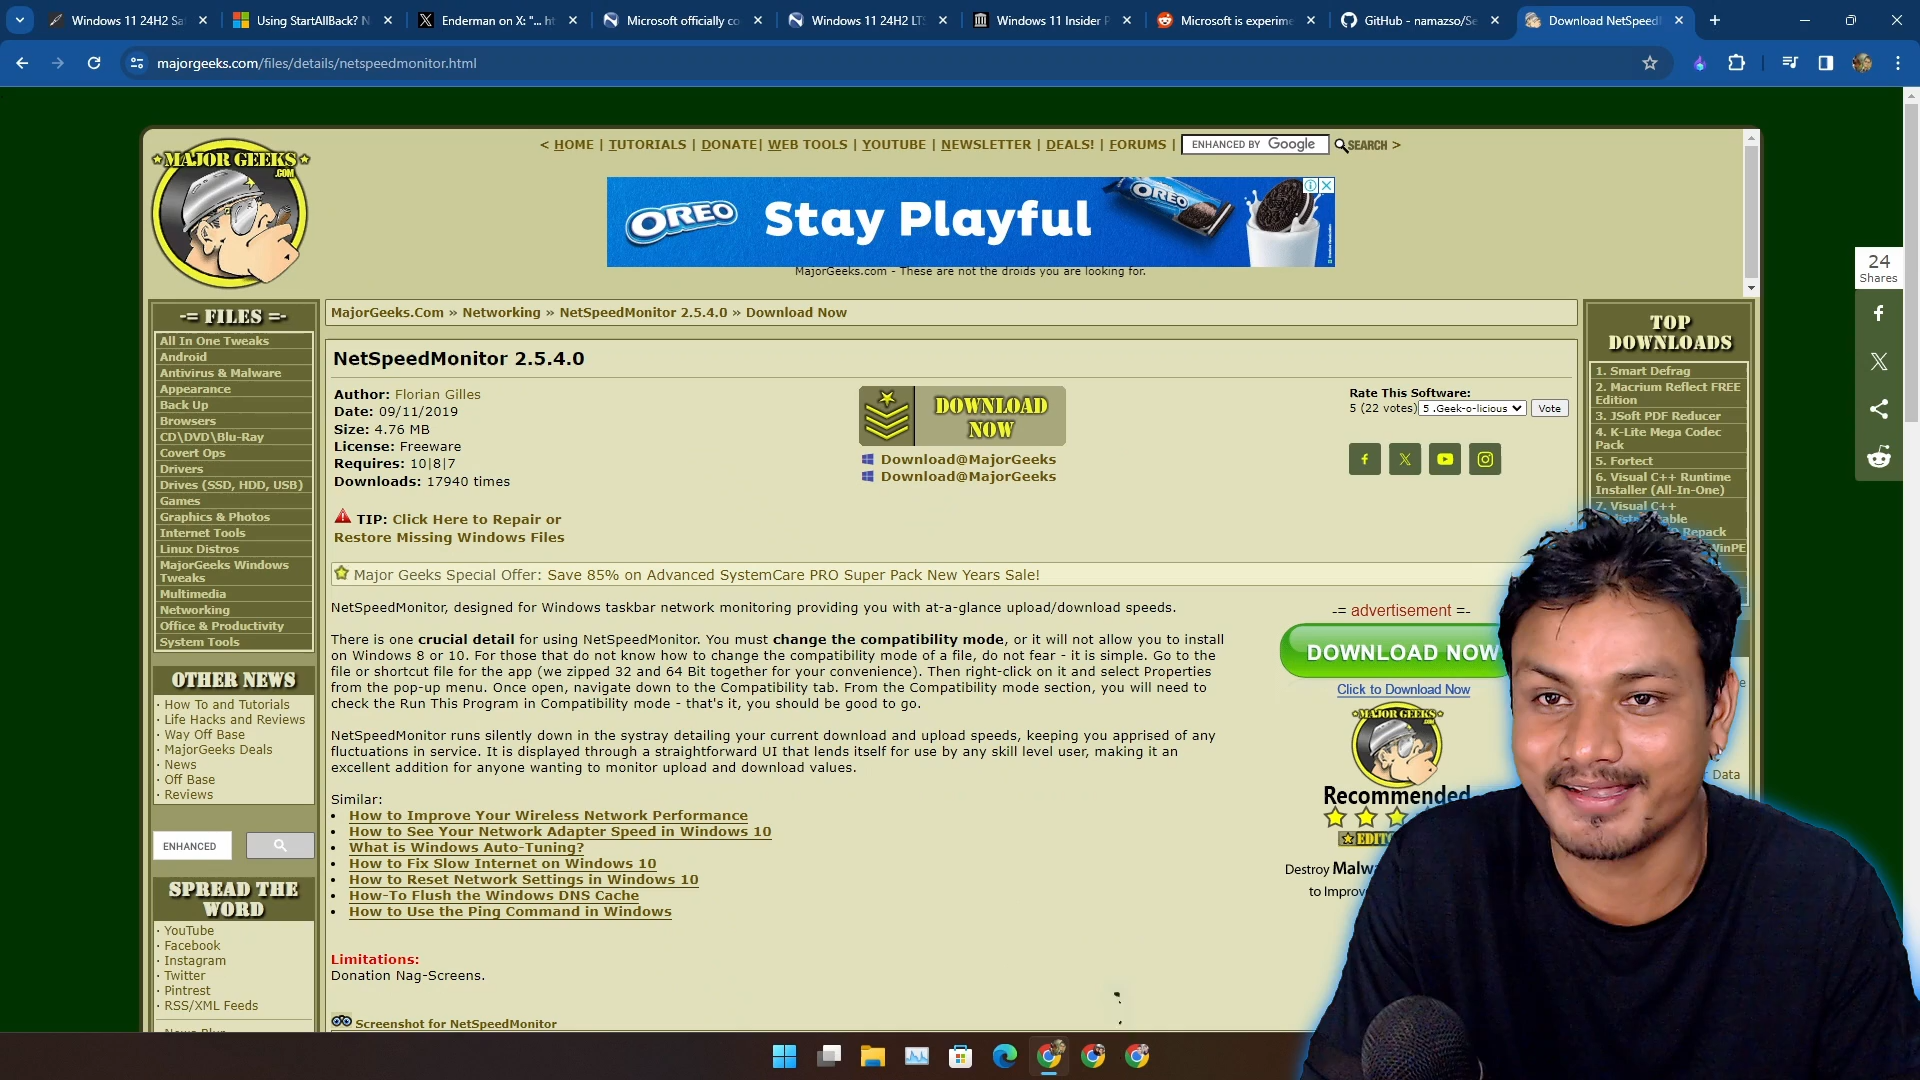 Windows 11 24H2 Sa
Using StartAllBack? N
Enderman on X: "... ht
Microsoft officially co
Windows 11 24H2 LTS
Windows 11 Insider P
Microsoft is experime
GitHub - namazso/Se
Download NetSpeed
majorgeeks.com/files/details/netspeedmonitor.html
MAJOR GEEKS
.COM
< HOME | TUTORIALS | DONATE| WEB TOOLS | YOUTUBE | NEWSLETTER | DEALS! | FORUMS | ENHANCED BY Google SEARCH >
OREO Stay Playful OREO
MajorGeeks.com - These are not the droids you are looking for.
24
Shares
-= FILES =-
All In One Tweaks
Android
Antivirus & Malware
Appearance
Back Up
Browsers
CD\DVD\Blu-Ray
Covert Ops
Drivers
Drives (SSD, HDD, USB)
Games
Graphics & Photos
Internet Tools
Linux Distros
MajorGeeks Windows
Tweaks
Multimedia
Networking
Office & Productivity
System Tools
OTHER NEWS
· How To and Tutorials
· Life Hacks and Reviews
· Way Off Base
· MajorGeeks Deals
· News
· Off Base
· Reviews
ENHANCED
SPREAD THE
WORD
· YouTube
· Facebook
· Instagram
· Twitter
· Pintrest
· RSS/XML Feeds
MajorGeeks.Com » Networking » NetSpeedMonitor 2.5.4.0 » Download Now
NetSpeedMonitor 2.5.4.0
Author: Florian Gilles
Date: 09/11/2019
Size: 4.76 MB
License: Freeware
Requires: 10|8|7
Downloads: 17940 times
TIP: Click Here to Repair or
Restore Missing Windows Files
DOWNLOAD
NOW
Download@MajorGeeks
Download@MajorGeeks
Rate This Software:
5 (22 votes) 5 .Geek-o-licious Vote
Major Geeks Special Offer: Save 85% on Advanced SystemCare PRO Super Pack New Years Sale!
NetSpeedMonitor, designed for Windows taskbar network monitoring providing you with at-a-glance upload/download speeds.
There is one crucial detail for using NetSpeedMonitor. You must change the compatibility mode, or it will not allow you to install
on Windows 8 or 10. For those that do not know how to change the compatibility mode of a file, do not fear - it is simple. Go to the
file or shortcut file for the app (we zipped 32 and 64 Bit together for your convenience). Then right-click on it and select Properties
from the pop-up menu. Once open, navigate down to the Compatibility tab. From the Compatibility mode section, you will need to
check the Run This Program in Compatibility mode - that's it, you should be good to go.
NetSpeedMonitor runs silently down in the systray detailing your current download and upload speeds, keeping you apprised of any
fluctuations in service. It is displayed through a straightforward UI that lends itself for use by any skill level user, making it an
excellent addition for anyone wanting to monitor upload and download values.
Similar:
• How to Improve Your Wireless Network Performance
• How to See Your Network Adapter Speed in Windows 10
• What is Windows Auto-Tuning?
• How to Fix Slow Internet on Windows 10
• How to Reset Network Settings in Windows 10
• How-To Flush the Windows DNS Cache
• How to Use the Ping Command in Windows
Limitations:
Donation Nag-Screens.
Screenshot for NetSpeedMonitor
-= advertisement =-
DOWNLOAD NOW
Click to Download Now
MAJOR GEEKS
.COM
Recommended
EDIT
Destroy Malwa
to Improve
TOP
DOWNLOADS
1. Smart Defrag
2. Macrium Reflect FREE
Edition
3. JSoft PDF Reducer
4. K-Lite Mega Codec
Pack
5. Fortect
6. Visual C++ Runtime
Installer (All-In-One)
7. Visual C++
Repack
WinPE
Data